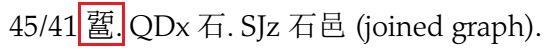 45/41 . QDx 石. SJz 石邑 (joined graph).